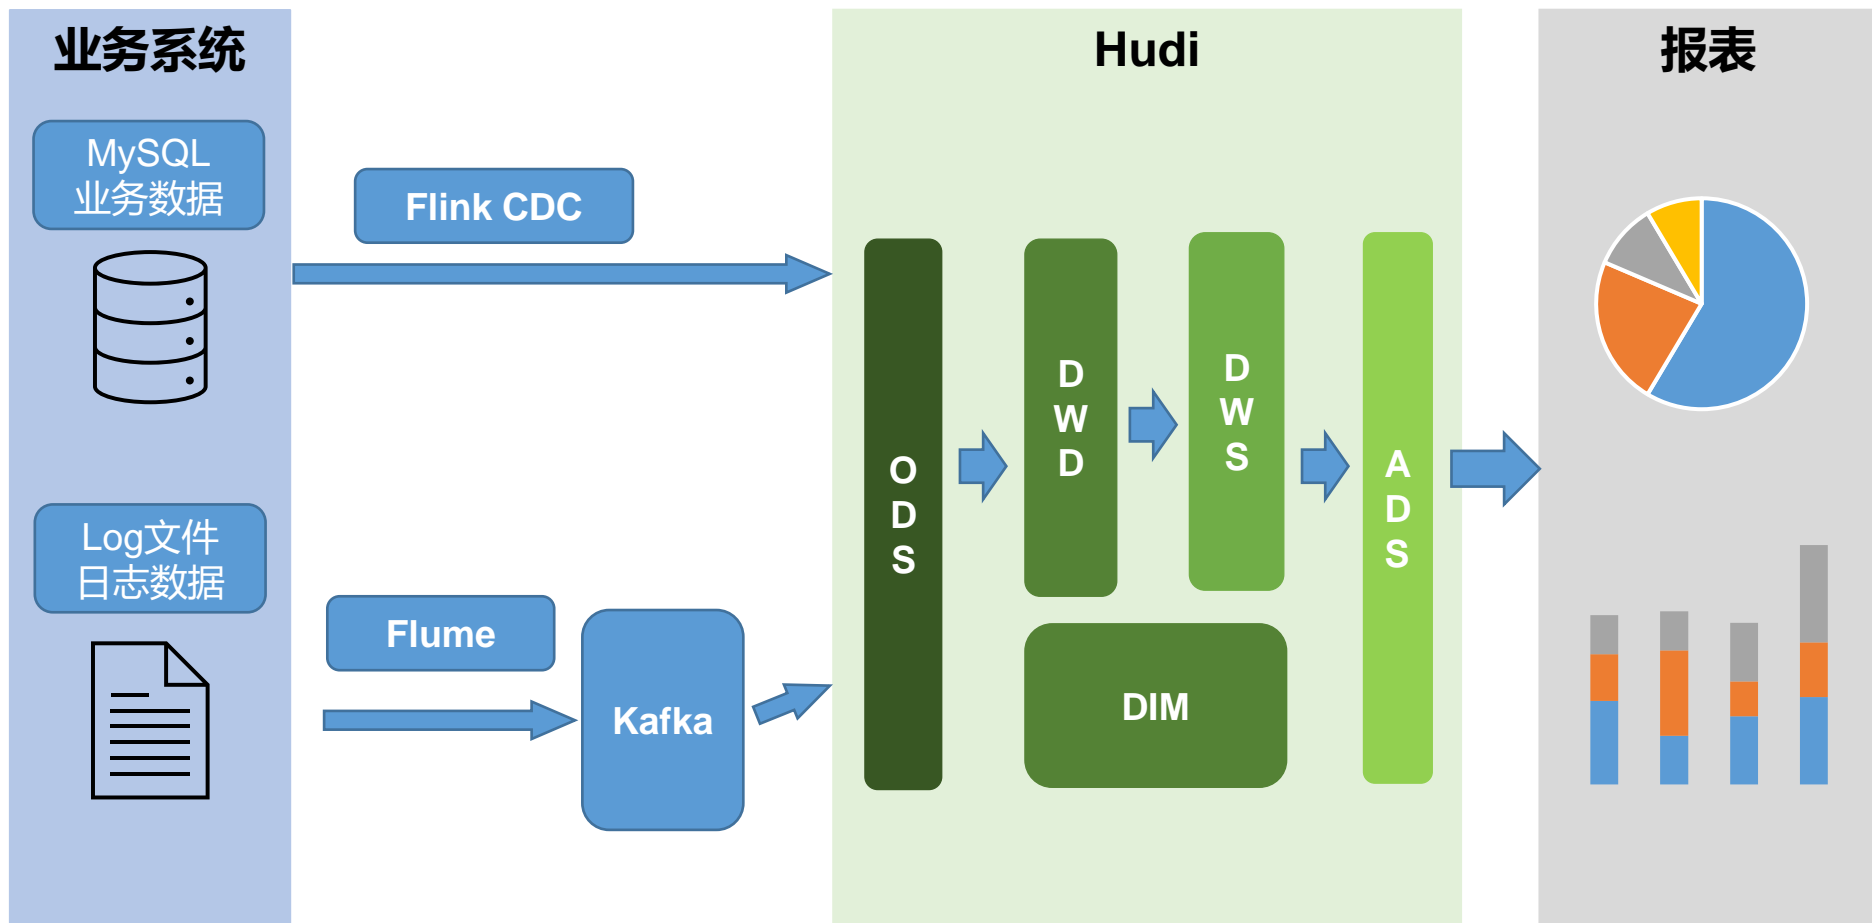 业务系统
MySQL
业务数据
Log文件
日志数据
Flink CDC
Flume
Kafka
Hudi
O
D
S
D
W
D
D
W
S
A
D
S
DIM
报表